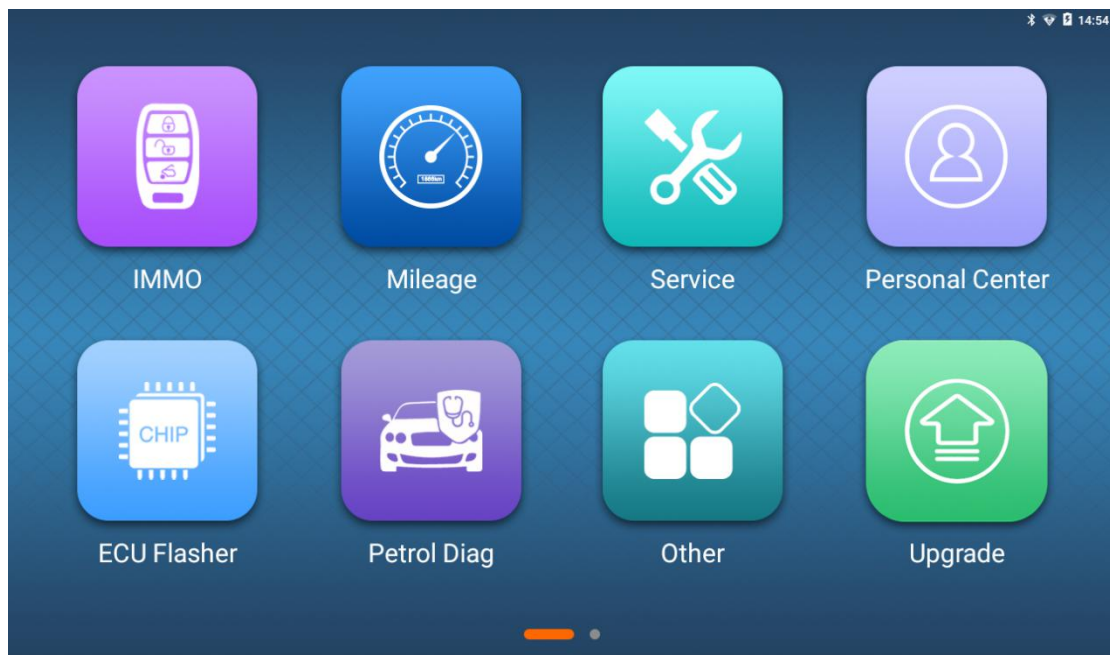 14:54
IMMO
Mileage
Service
Personal Center
CHIP
ECU Flasher
Petrol Diag
Other
Upgrade